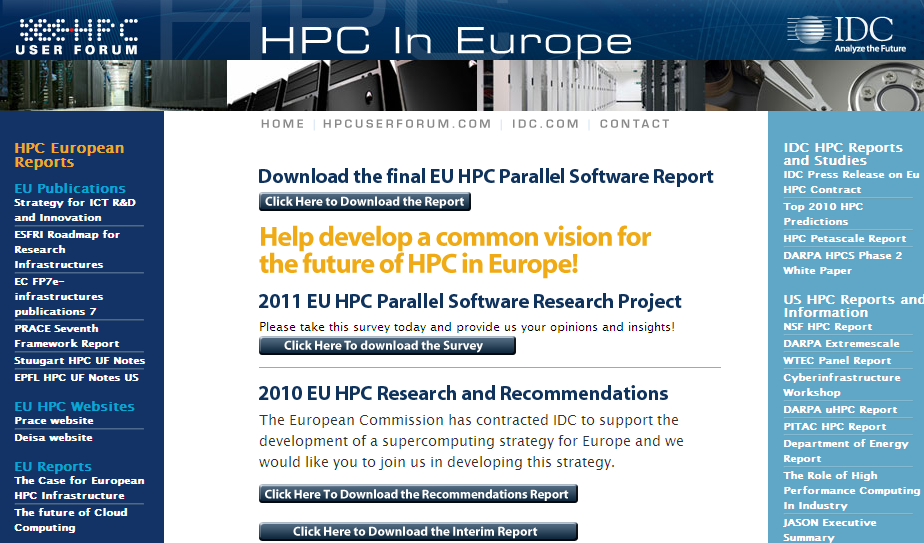 HPC
USER FORUM
HPC In Europe
IDC
Analyze the Future
HOME | HPCUSERFORUM.COM | IDC.COM | CONTACT
HPC European
Reports
EU Publications
Strategy for ICT R&D
and Innovation
ESFRI Roadmap for
Research
Infrastructures
EC FP7e-
infrastructures
publications 7
PRACE Seventh
Framework Report
Stuugart HPC UF Notes
EPFL HPC UF Notes US
EU HPC Websites
Prace website
Deisa website
EU Reports
The Case for European
HPC Infrastructure
The future of Cloud
Computing
Download the final EU HPC Parallel Software Report
Click Here to Download the Report
Help develop a common vision for
the future of HPC in Europe!
2011 EU HPC Parallel Software Research Project
Please take this survey today and provide us your opinions and insights!
Click Here To download the Survey
2010 EU HPC Research and Recommendations
The European Commission has contracted IDC to support the
development of a supercomputing strategy for Europe and we
would like you to join us in developing this strategy.
Click Here To Download the Recommendations Report
Click Here to Download the Interim Report
IDC HPC Reports
and Studies
IDC Press Release on Eu
HPC Contract
Top 2010 HPC
Predictions
HPC Petascale Report
DARPA HPCS Phase 2
White Paper
US HPC Reports and
Information
NSF HPC Report
DARPA Extremescale
WTEC Panel Report
Cyberinfrastructure
Workshop
DARPA uHPC Report
PITAC HPC Report
Department of Energy
Report
The Role of High
Performance Computing
In Industry
JASON Executive
Summary